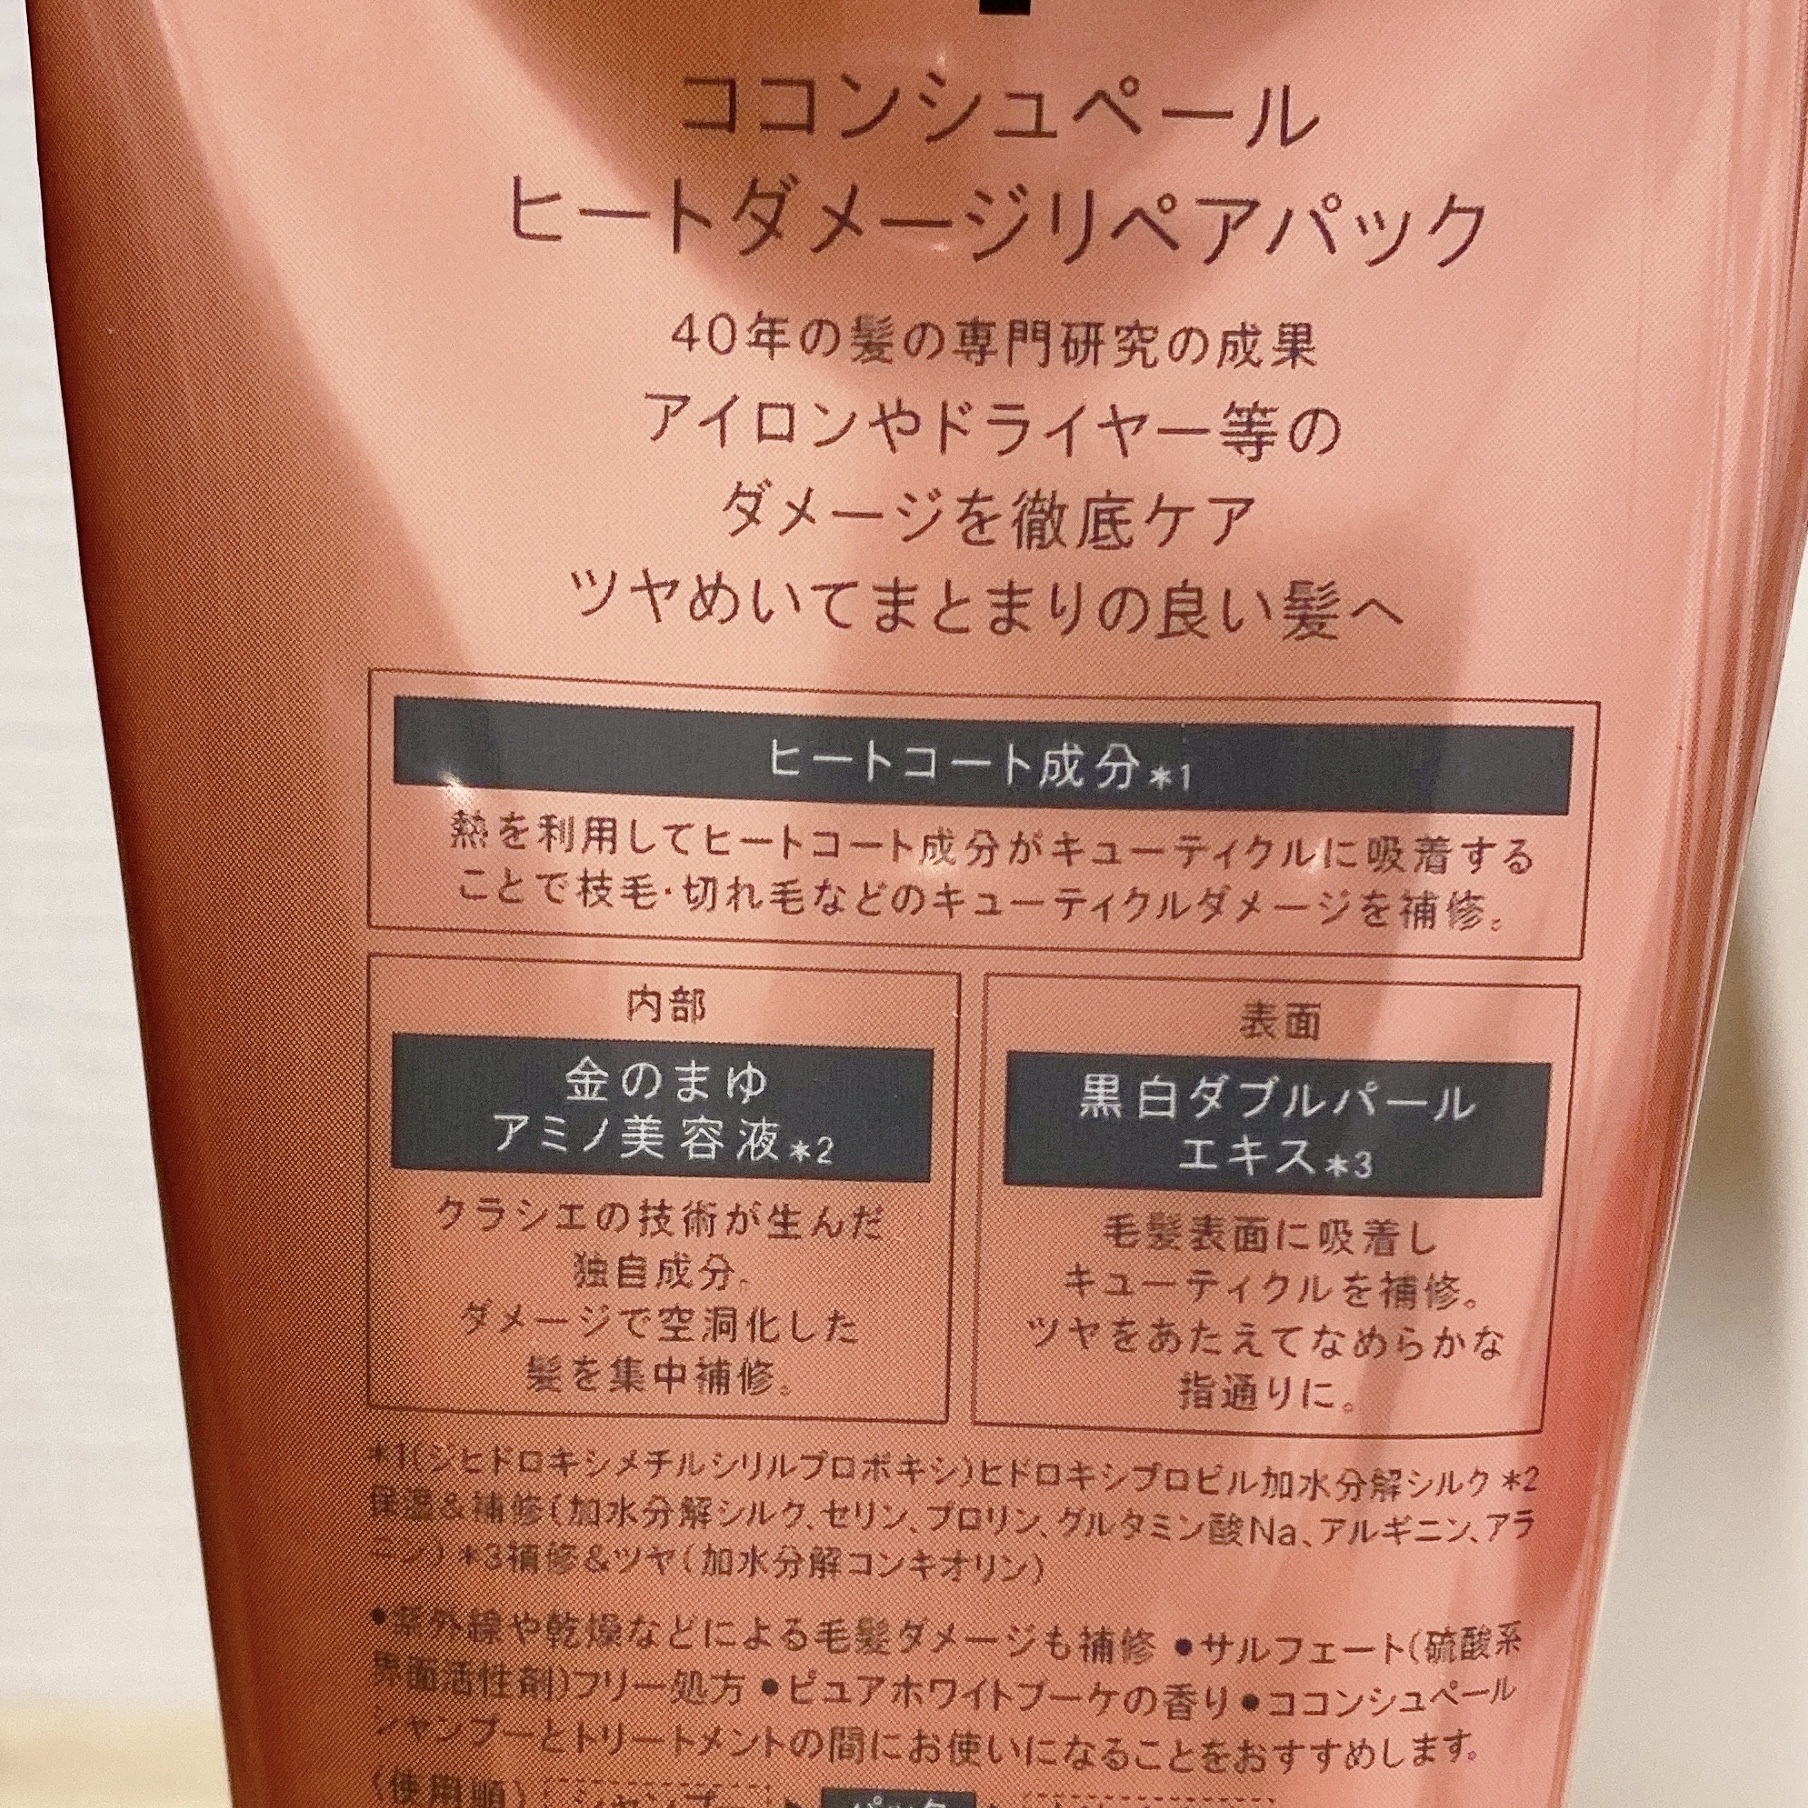 ココンシュペール
ヒートダメージリペアパック
40年の髪の専門研究の成果
アイロンやドライヤー等の
ダメージを徹底ケア
ツヤめいてまとまりの良い髪へ
ヒートコート成分*1
熱を利用してヒートコート成分がキューティクルに吸着する
ことで枝毛・切れ毛などのキューティクルダメージを補修。
内部
金のまゆ
アミノ美容液*2
クラシエの技術が生んだ
独自成分。
ダメージで空洞化した
髪を集中補修。
表面
黒白ダブルパール
エキス*3
毛髪表面に吸着し
キューティクルを補修。
ツヤをあたえてなめらかな
指通りに。
*1(ジヒドロキシメチルシリルプロポキシ)ヒドロキシプロピル加水分解シルク *2
保湿&補修(加水分解シルク、セリン、プロリン、グルタミン酸Na、アルギニン、アラ
ニン) *3補修&ツヤ(加水分解コンキオリン)
●紫外線や乾燥などによる毛髪ダメージも補修 ●サルフェート(硫酸系
界面活性剤)フリー処方 ●ピュアホワイトブーケの香り ●ココンシュペール
シャンプーとトリートメントの間にお使いになることをおすすめします。
(使用順) シャンプー パック